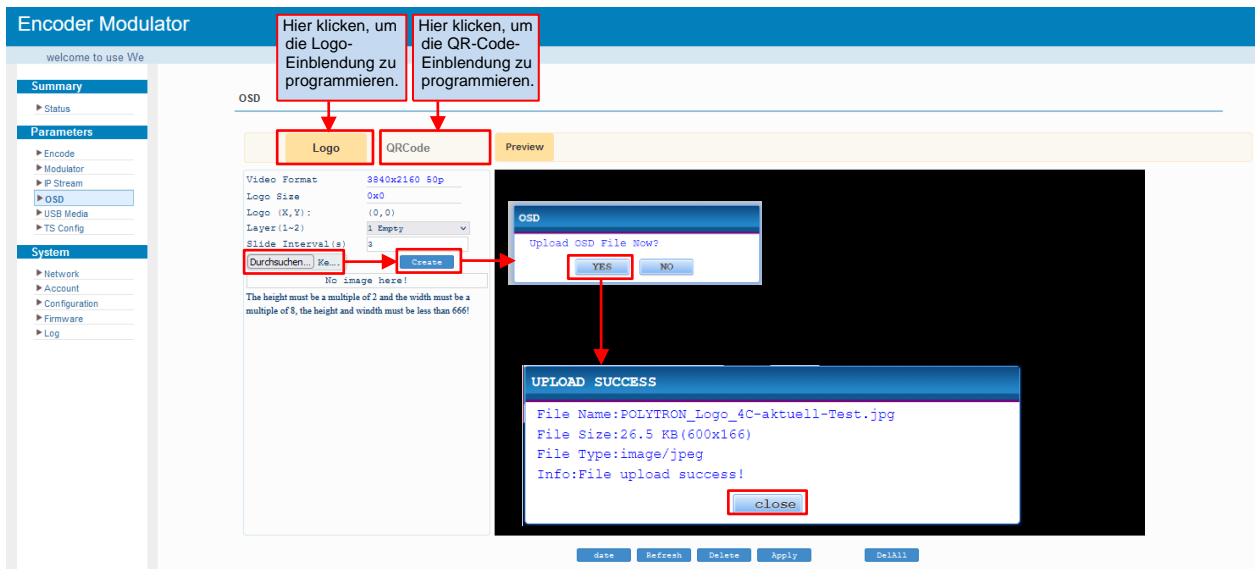 Encoder Modulator
Hier klicken, um
die Logo-
Einblendung zu
programmieren.
Hier klicken, um
die QR-Code-
Einblendung zu
programmieren.
welcome to use We
Summary
Status
Parameters
Encode
Modulator
IP Stream
OSD
USB Media
TS Config
System
Network
Account
Configuration
Firmware
Log
OSD
Logo
QRCode
Preview
Video Format 3840x2160 50p
Logo Size 0x0
Logo (X,Y): (0,0)
Layer(1~2) 1 Empty
Slide Interval(s) 3
Durchsuchen... Ke... Create
No image here!
The height must be a multiple of 2 and the width must be a
multiple of 8, the height and windth must be less than 666!
OSD
Upload OSD File Now?
YES NO
UPLOAD SUCCESS
File Name:POLYTRON_Logo_4C-aktuell-Test.jpg
File Size:26.5 KB(600x166)
File Type:image/jpeg
Info:File upload success!
close
date Refresh Delete Apply DelAll